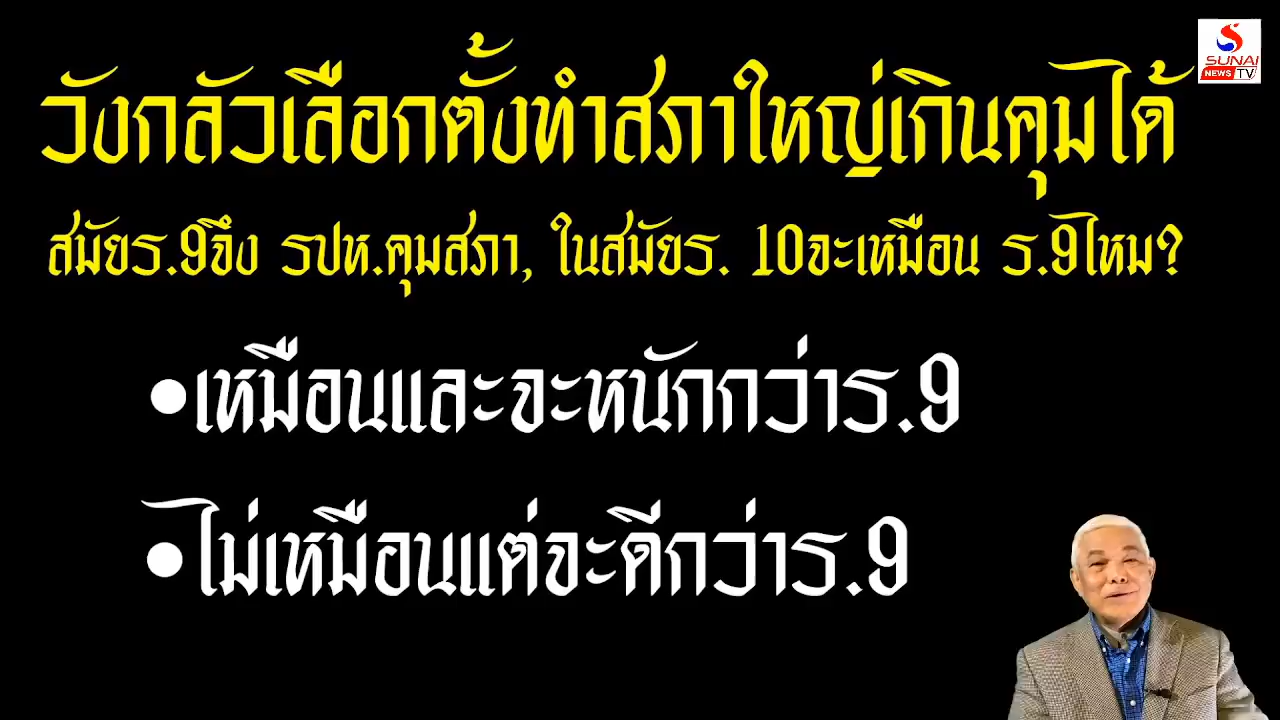 SUNAI
NEWS TV
วังกลัวเลือกตั้งทำสภาใหญ่เกินคุมได้
สมัยร.9จึง รปห.คุมสภา, ในสมัยร. 10จะเหมือน ร.9ไหม?
•เหมือนและจะหนักกว่าร.9
•ไม่เหมือนแต่จะดีกว่าร.9